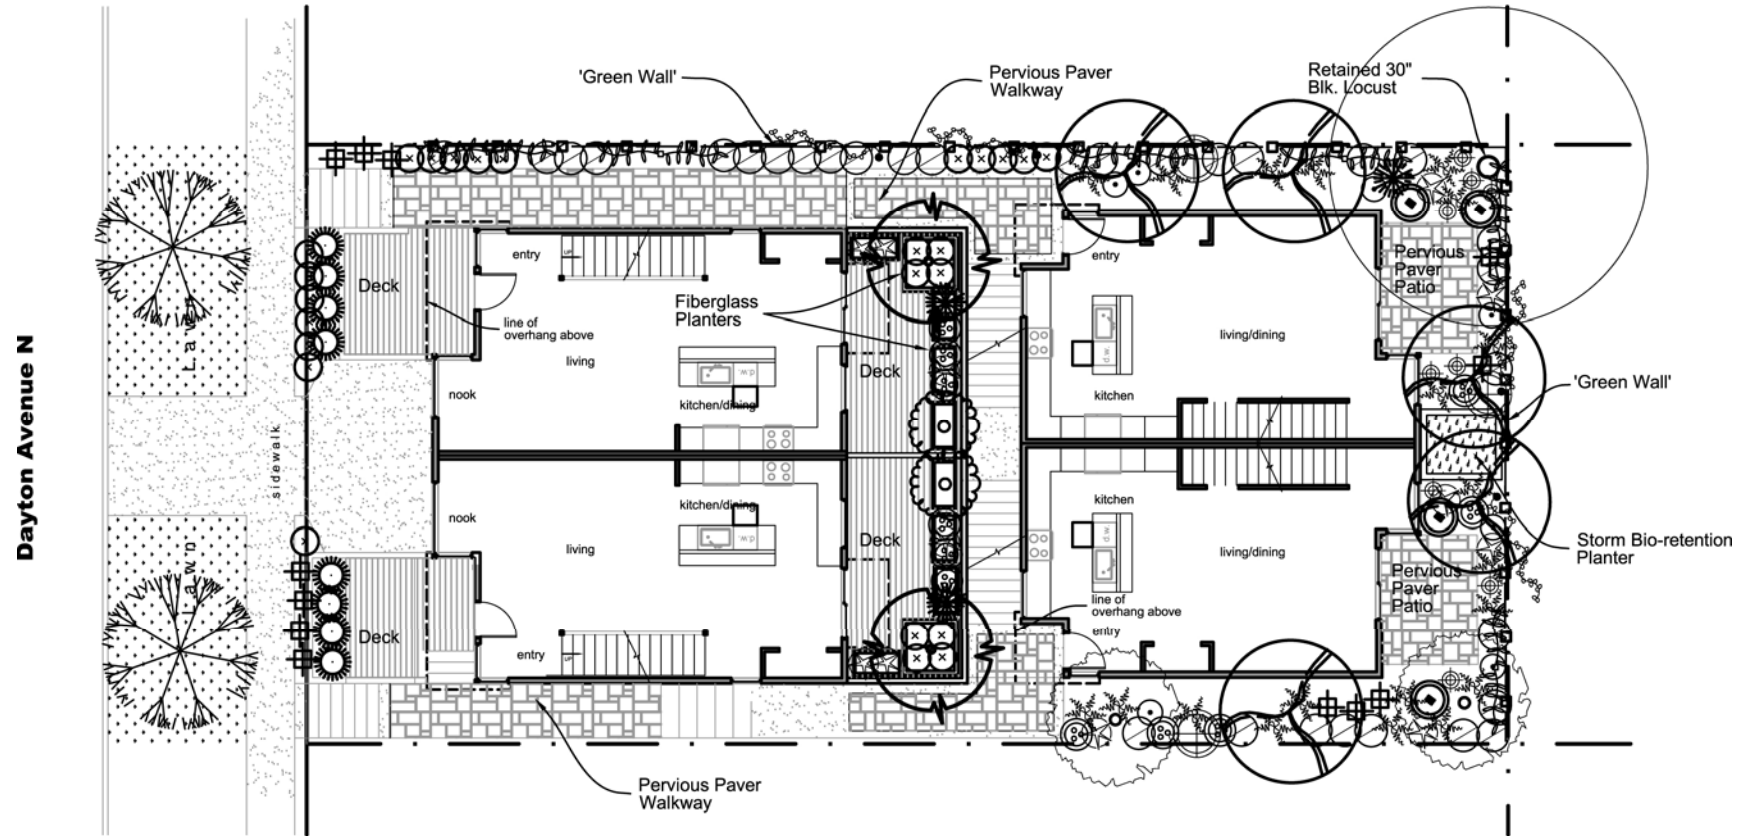 Dayton Avenue N
Lawn
Lawn
sidewalk
'Green Wall'
Pervious Paver
Walkway
Retained 30"
Blk. Locust
Deck
entry
UP
line of
overhang above
living
nook
Fiberglass
Planters
d.w.
kitchen/dining
Deck
entry
living/dining
d.w.
kitchen
Pervious
Paver
Patio
'Green Wall'
nook
living
kitchen/dining
d.w.
Deck
kitchen
d.w.
living/dining
Storm Bio-retention
Planter
Pervious
Paver
Patio
line of
overhang above
entry
Deck
entry
UP
Pervious Paver
Walkway